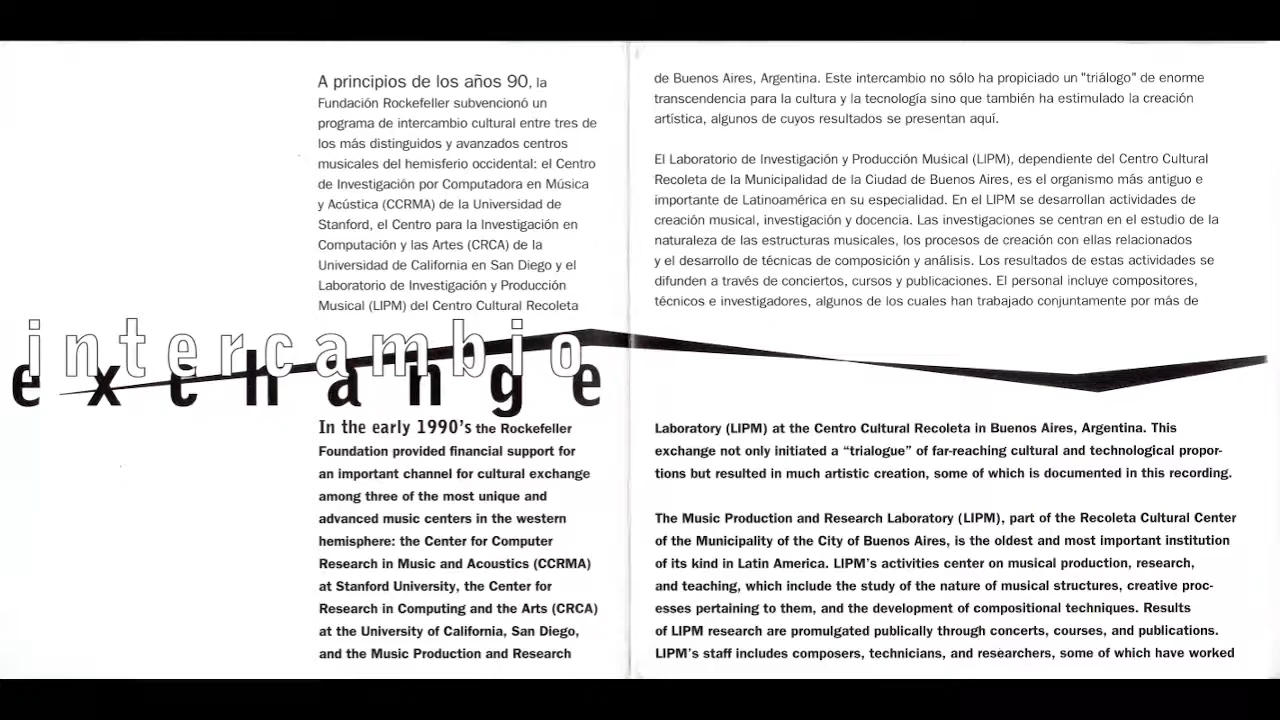 A principios de los años 90, la
Fundación Rockefeller subvencionó un
programa de intercambio cultural entre tres de
los más distinguidos y avanzados centros
musicales del hemisferio occidental: el Centro
de Investigación por Computadora en Música
y Acústica (CCRMA) de la Universidad de
Stanford, el Centro para la Investigación en
Computación y las Artes (CRCA) de la
Universidad de California en San Diego y el
Laboratorio de Investigación y Producción
Musical (LIPM) del Centro Cultural Recoleta
intercambio
exchange
In the early 1990's the Rockefeller
Foundation provided financial support for
an important channel for cultural exchange
among three of the most unique and
advanced music centers in the western
hemisphere: the Center for Computer
Research in Music and Acoustics (CCRMA)
at Stanford University, the Center for
Research in Computing and the Arts (CRCA)
at the University of California, San Diego,
and the Music Production and Research
de Buenos Aires, Argentina. Este intercambio no sólo ha propiciado un "triálogo" de enorme
transcendencia para la cultura y la tecnología sino que también ha estimulado la creación
artística, algunos de cuyos resultados se presentan aquí.
El Laboratorio de Investigación y Producción Musical (LIPM), dependiente del Centro Cultural
Recoleta de la Municipalidad de la Ciudad de Buenos Aires, es el organismo más antiguo e
importante de Latinoamérica en su especialidad. En el LIPM se desarrollan actividades de
creación musical, investigación y docencia. Las investigaciones se centran en el estudio de la
naturaleza de las estructuras musicales, los procesos de creación con ellas relacionados
y el desarrollo de técnicas de composición y análisis. Los resultados de estas actividades se
difunden a través de conciertos, cursos y publicaciones. El personal incluye compositores,
técnicos e investigadores, algunos de los cuales han trabajado conjuntamente por más de
Laboratory (LIPM) at the Centro Cultural Recoleta in Buenos Aires, Argentina. This
exchange not only initiated a “trialogue” of far-reaching cultural and technological propor-
tions but resulted in much artistic creation, some of which is documented in this recording.
The Music Production and Research Laboratory (LIPM), part of the Recoleta Cultural Center
of the Municipality of the City of Buenos Aires, is the oldest and most important institution
of its kind in Latin America. LIPM's activities center on musical production, research,
and teaching, which include the study of the nature of musical structures, creative proc-
esses pertaining to them, and the development of compositional techniques. Results
of LIPM research are promulgated publically through concerts, courses, and publications.
LIPM's staff includes composers, technicians, and researchers, some of which have worked